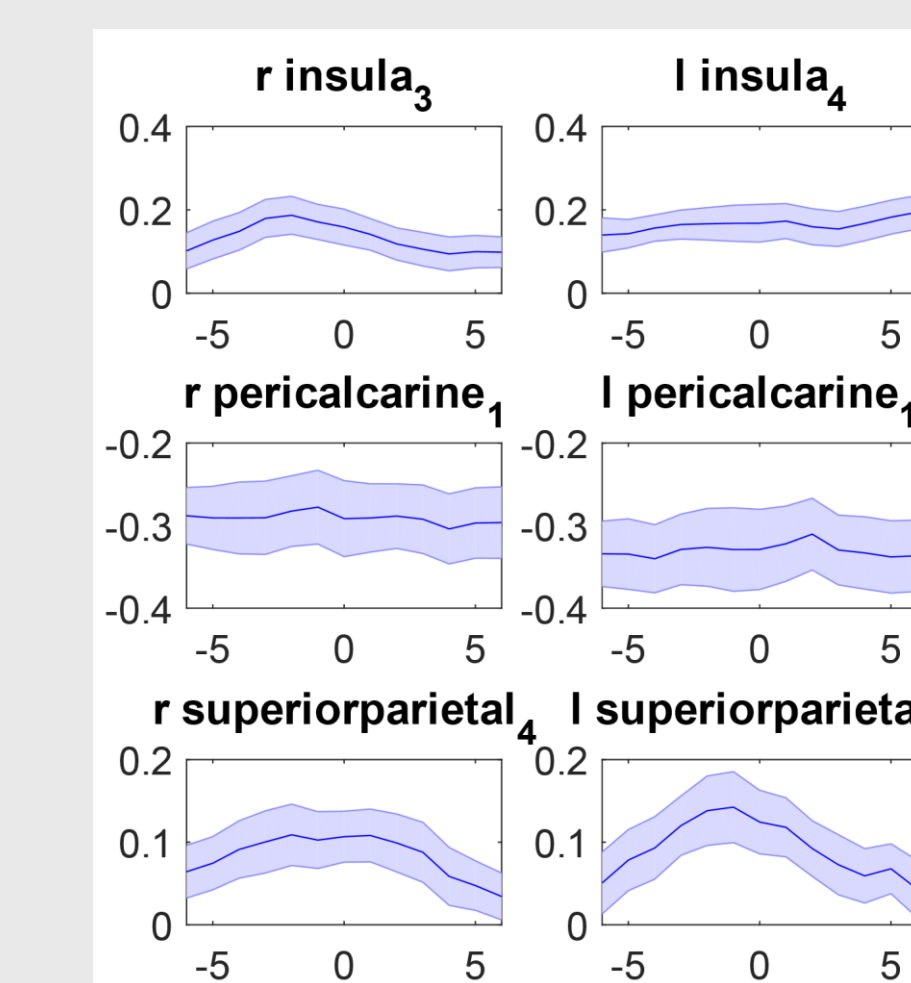 r insula3 l insula4
0.4 0.4
0.2 0.2
0 0
-5 0 5 -5 0 5
r pericalcarine1 l pericalcarine1
-0.2 -0.2
-0.3 -0.3
-0.4 -0.4
-5 0 5 -5 0 5
r superiorparietal4 l superiorparieta
0.2 0.2
0.1 0.1
0 0
-5 0 5 -5 0 5